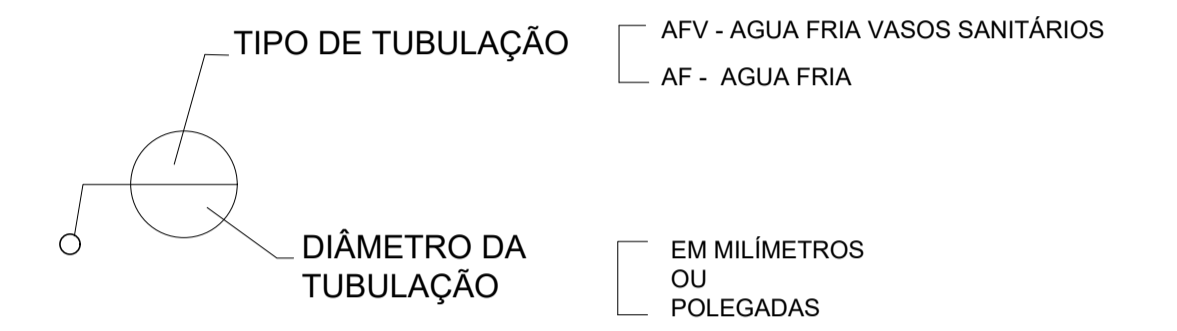 TIPO DE TUBULAÇÃO
AFV - AGUA FRIA VASOS SANITÁRIOS
AF - AGUA FRIA
DIÂMETRO DA
TUBULAÇÃO
EM MILÍMETROS
OU
POLEGADAS